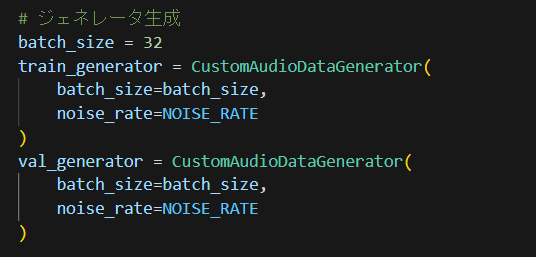 # ジェネレータ生成
batch_size = 32
train_generator = CustomAudioDataGenerator(
    batch_size=batch_size,
    noise_rate=NOISE_RATE
)
val_generator = CustomAudioDataGenerator(
    batch_size=batch_size,
    noise_rate=NOISE_RATE
)